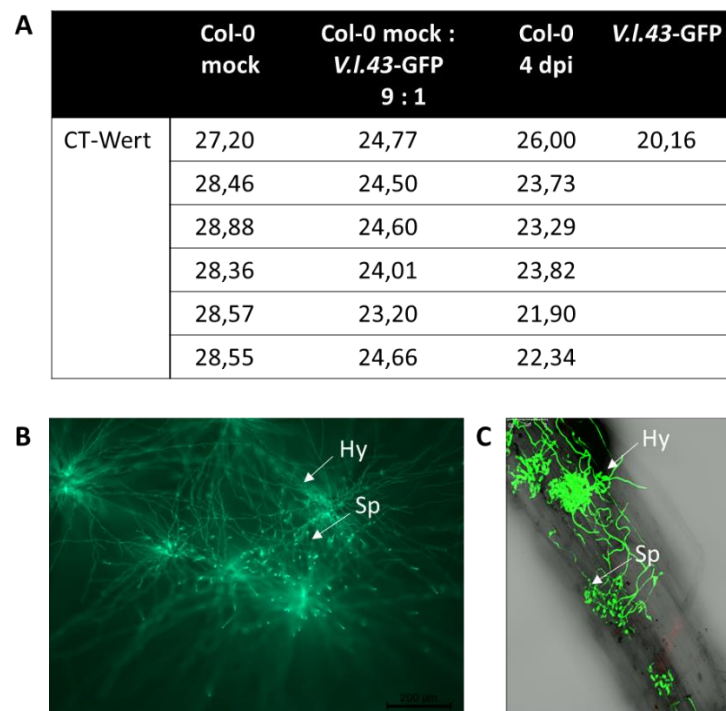 A
Col-0 mock
Col-0 mock : V.l.43-GFP 9 : 1
Col-0 4 dpi
V.l.43-GFP
CT-Wert 27,20 24,77 26,00 20,16
28,46 24,50 23,73
28,88 24,60 23,29
28,36 24,01 23,82
28,57 23,20 21,90
28,55 24,66 22,34
B
Hy
Sp
200 µm
C
Hy
Sp